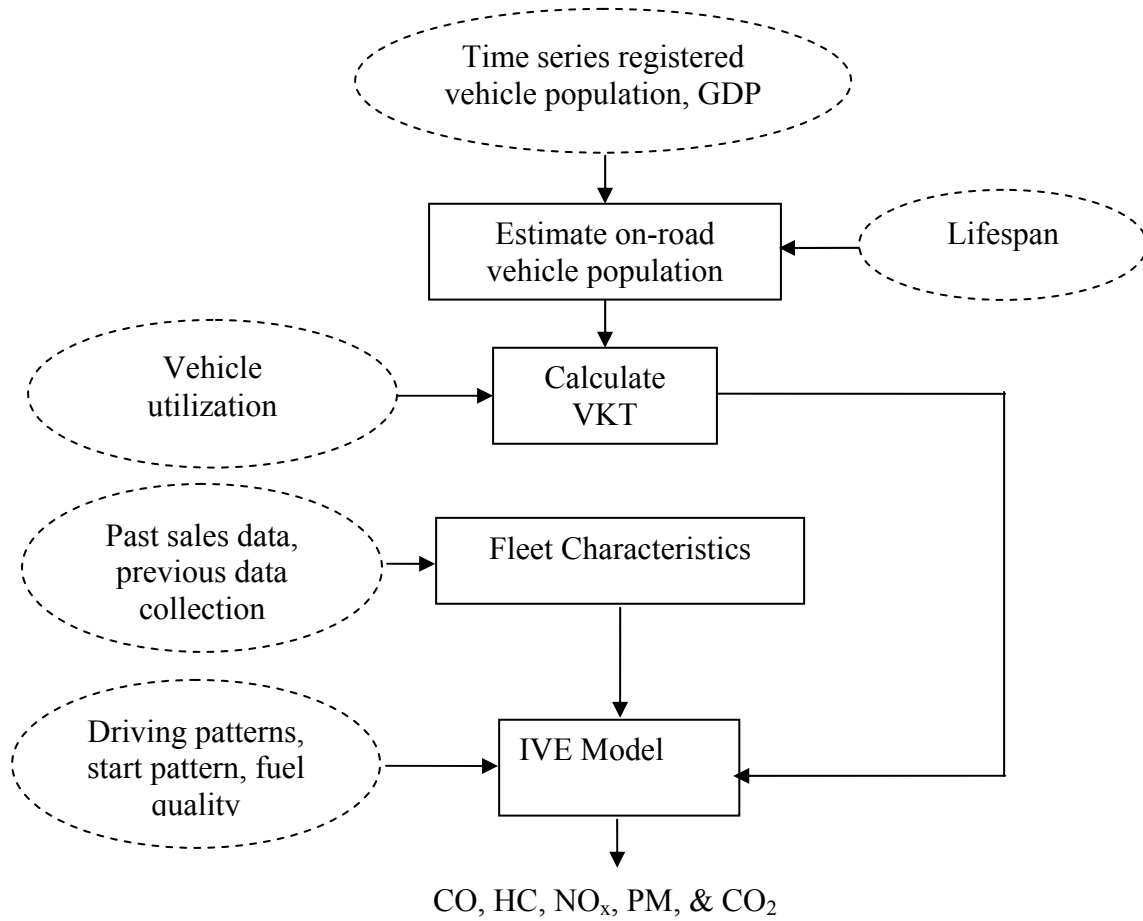 Time series registered
vehicle population, GDP
Estimate on-road
vehicle population
Lifespan
Vehicle
utilization
Calculate
VKT
Past sales data,
previous data
collection
Fleet Characteristics
Driving patterns,
start pattern, fuel
quality
IVE Model
CO, HC, NOₓ, PM, & CO₂